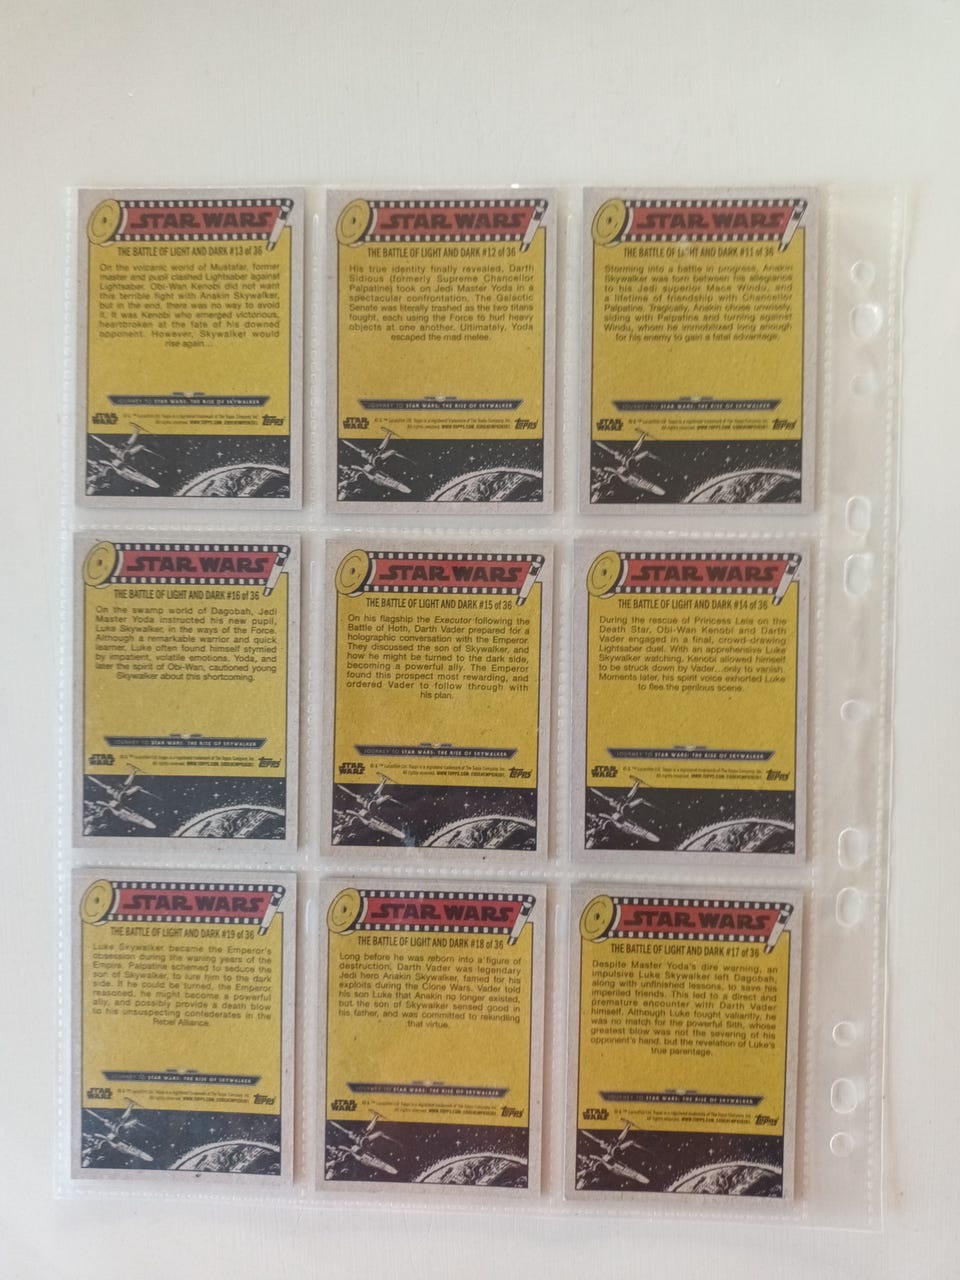 STAR WARS
THE BATTLE OF LIGHT AND DARK #13 of 36
On the volcanic world of Mustafar, former
master and pupil clashed Lightsaber against
Lightsaber. Obi-Wan Kenobi did not want
this terrible fight with Anakin Skywalker,
but in the end, there was no way to avoid
it. It was Kenobi who emerged victorious,
heartbroken at the fate of his downed
opponent. However, Skywalker would
rise again...
JOURNEY TO STAR WARS: THE RISE OF SKYWALKER
STAR WARS
TOPPS
STAR WARS
THE BATTLE OF LIGHT AND DARK #12 of 36
His true identity finally revealed, Darth
Sidious (formerly Supreme Chancellor
Palpatine) took on Jedi Master Yoda in a
spectacular confrontation. The Galactic
Senate was literally trashed as the two titans
fought, each using the Force to hurl heavy
objects at one another. Ultimately, Yoda
escaped the mad melee.
JOURNEY TO STAR WARS: THE RISE OF SKYWALKER
STAR WARS
TOPPS
STAR WARS
THE BATTLE OF LIGHT AND DARK #11 of 36
Storming into a battle in progress, Anakin
Skywalker was torn between his allegiance
to his Jedi superior Mace Windu, and
a lifetime of friendship with Chancellor
Palpatine. Tragically, Anakin chose unwisely,
siding with Palpatine and turning against
Windu, whom he immobilized long enough
for his enemy to gain a fatal advantage.
JOURNEY TO STAR WARS: THE RISE OF SKYWALKER
STAR WARS
TOPPS
STAR WARS
THE BATTLE OF LIGHT AND DARK #16 of 36
On the swamp world of Dagobah, Jedi
Master Yoda instructed his new pupil,
Luke Skywalker, in the ways of the Force.
Although a remarkable warrior and quick
learner, Luke often found himself stymied
by impatient, volatile emotions. Yoda, and
later the spirit of Obi-Wan, cautioned young
Skywalker about this shortcoming.
JOURNEY TO STAR WARS: THE RISE OF SKYWALKER
STAR WARS
TOPPS
STAR WARS
THE BATTLE OF LIGHT AND DARK #15 of 36
On his flagship the Executor following the
Battle of Hoth, Darth Vader prepared for a
holographic conversation with the Emperor.
They discussed the son of Skywalker, and
how he might be turned to the dark side,
becoming a powerful ally. The Emperor
found this prospect most rewarding, and
ordered Vader to follow through with
his plan.
JOURNEY TO STAR WARS: THE RISE OF SKYWALKER
STAR WARS
TOPPS
STAR WARS
THE BATTLE OF LIGHT AND DARK #14 of 36
During the rescue of Princess Leia on the
Death Star, Obi-Wan Kenobi and Darth
Vader engaged in a final, crowd-drawing
Lightsaber duel. With an apprehensive Luke
Skywalker watching, Kenobi allowed himself
to be struck down by Vader...only to vanish.
Moments later, his spirit voice exhorted Luke
to flee the perilous scene.
JOURNEY TO STAR WARS: THE RISE OF SKYWALKER
STAR WARS
TOPPS
STAR WARS
THE BATTLE OF LIGHT AND DARK #19 of 36
Luke Skywalker became the Emperor's
obsession during the waning years of the
Empire. Palpatine schemed to seduce the
son of Skywalker, to lure him to the dark
side. If he could be turned, the Emperor
reasoned, he might become a powerful
ally, and possibly provide a death blow
to his unsuspecting confederates in the
Rebel Alliance.
JOURNEY TO STAR WARS: THE RISE OF SKYWALKER
STAR WARS
TOPPS
STAR WARS
THE BATTLE OF LIGHT AND DARK #18 of 36
Long before he was reborn into a figure of
destruction, Darth Vader was legendary
Jedi hero Anakin Skywalker, famed for his
exploits during the Clone Wars. Vader told
his son Luke that Anakin no longer existed,
but the son of Skywalker sensed good in
his father, and was committed to rekindling
that virtue.
JOURNEY TO STAR WARS: THE RISE OF SKYWALKER
STAR WARS
TOPPS
STAR WARS
THE BATTLE OF LIGHT AND DARK #17 of 36
Despite Master Yoda's dire warning, an
impulsive Luke Skywalker left Dagobah,
along with unfinished lessons, to save his
imperiled friends. This led to a direct and
premature encounter with Darth Vader
himself. Although Luke fought valiantly, he
was no match for the powerful Sith, whose
greatest blow was not the severing of his
opponent's hand, but the revelation of Luke's
true parentage.
JOURNEY TO STAR WARS: THE RISE OF SKYWALKER
STAR WARS
TOPPS